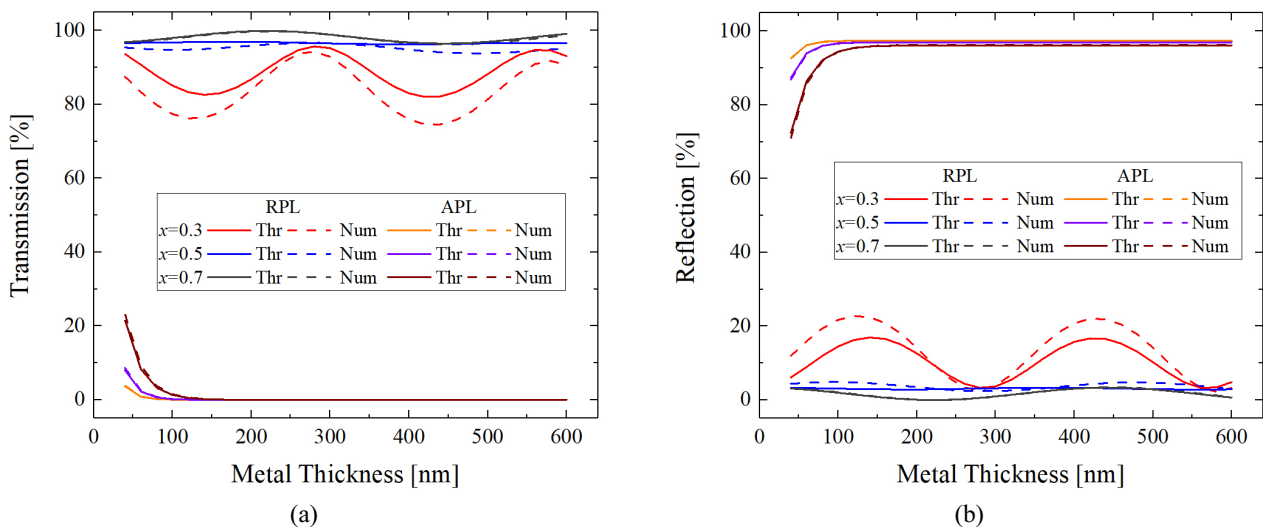 100
80
60
40
20
0
Transmission [%]
RPL APL
x=0.3 Thr Num Thr Num
x=0.5 Thr Num Thr Num
x=0.7 Thr Num Thr Num
0 100 200 300 400 500 600
Metal Thickness [nm]
(a)
100
80
60
40
20
0
Reflection [%]
RPL APL
x=0.3 Thr Num Thr Num
x=0.5 Thr Num Thr Num
x=0.7 Thr Num Thr Num
0 100 200 300 400 500 600
Metal Thickness [nm]
(b)